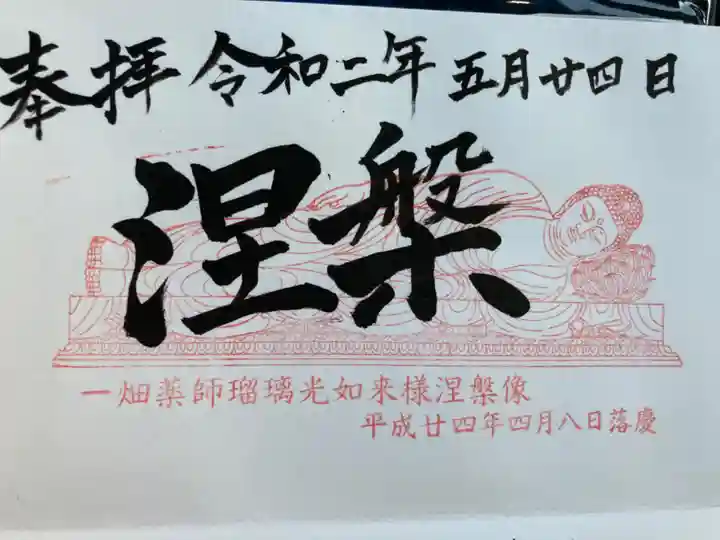 奉拝 令和二年 五月廿四日
涅槃
一畑薬師瑠璃光如来様涅槃像
平成廿四年四月八日落慶